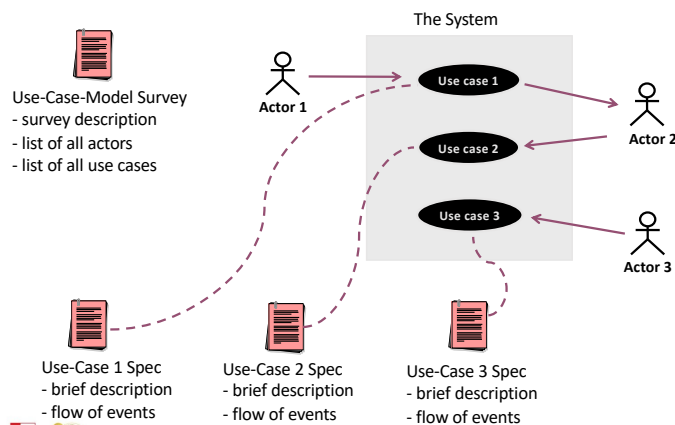 The System
Use case 1
Actor 1
Use-Case-Model Survey
- survey description
- list of all actors
- list of all use cases
Actor 2
Use case 2
Use case 3
Actor 3
Use-Case 1 Spec
- brief description
- flow of events
Use-Case 2 Spec
- brief description
- flow of events
Use-Case 3 Spec
- brief description
- flow of events